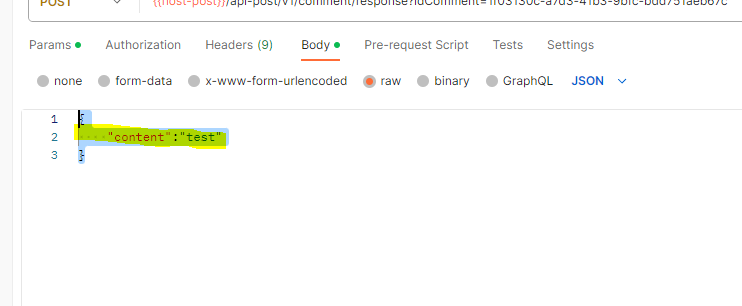 POST {{host-post}}/api-post/v1/comment/response?idComment=ff03130c-a7d3-41b3-9bfc-bdd751aeb67c
Params Authorization Headers (9) Body Pre-request Script Tests Settings
none form-data x-www-form-urlencoded raw binary GraphQL JSON
1 {
2 "content":"test"
3 }